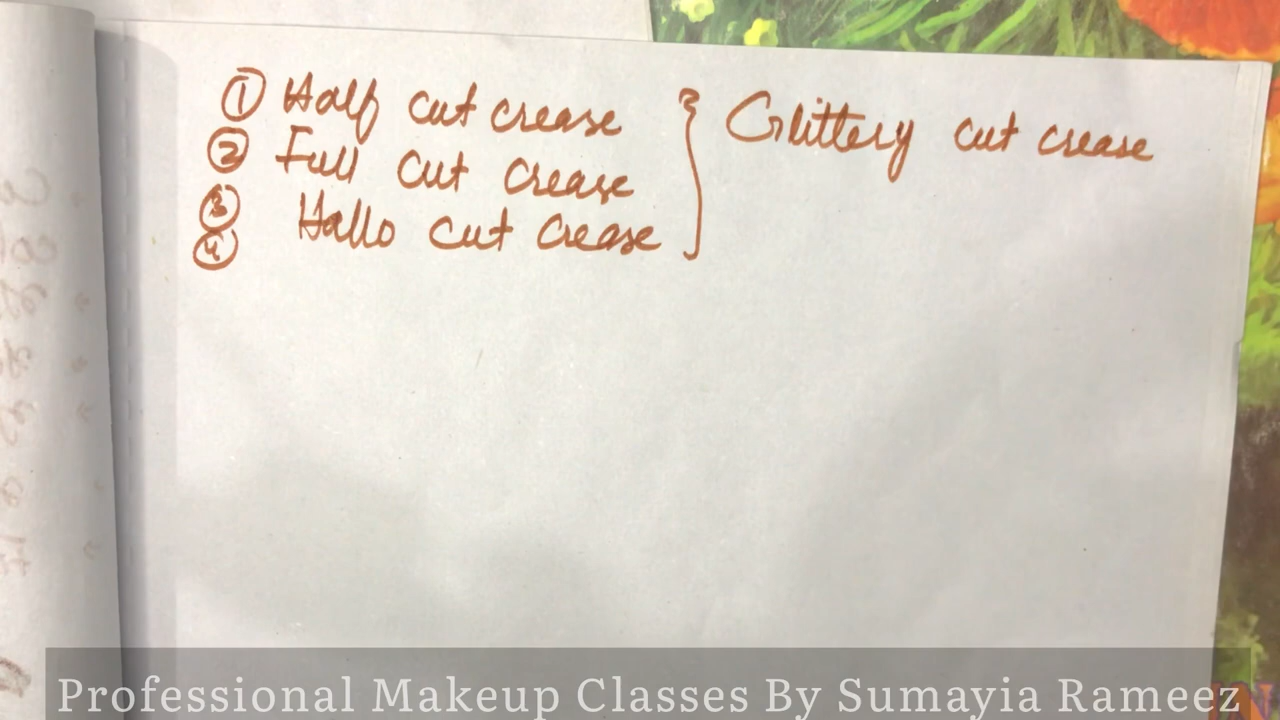 ① Half cut crease } Glittery cut crease
② Full cut crease
③ Hallo cut crease
④
Professional Makeup Classes By Sumayia Rameez